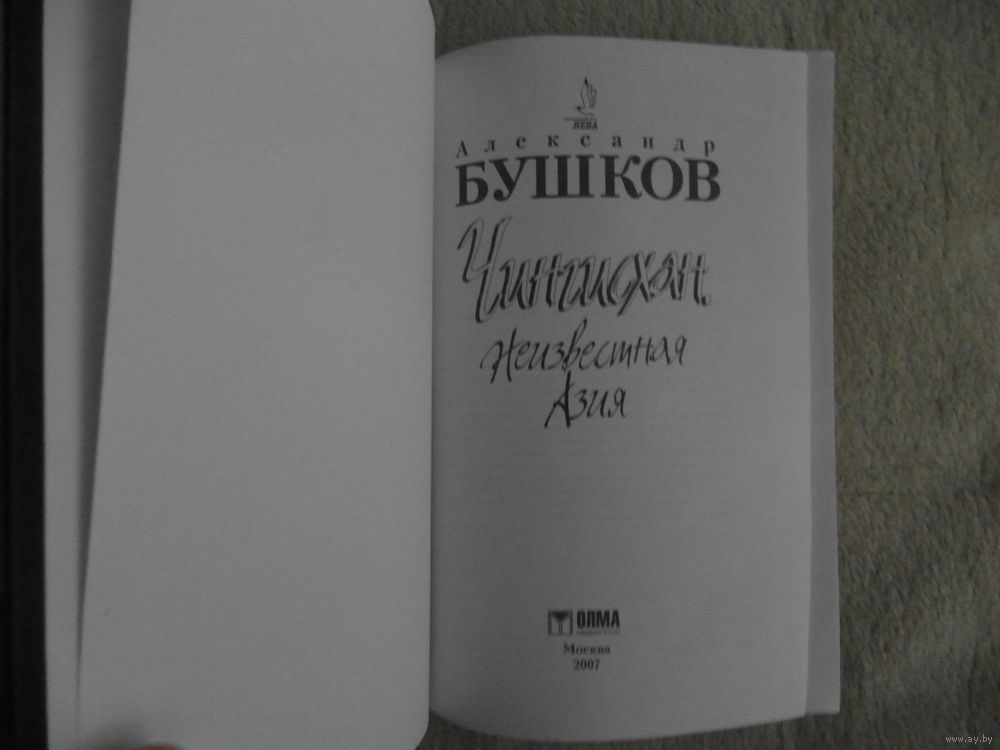 НЕВА
Александр
БУШКОВ
Чингисхан.
Неизвестная
Азия
ОЛМА
Москва
2007
www.ay.by